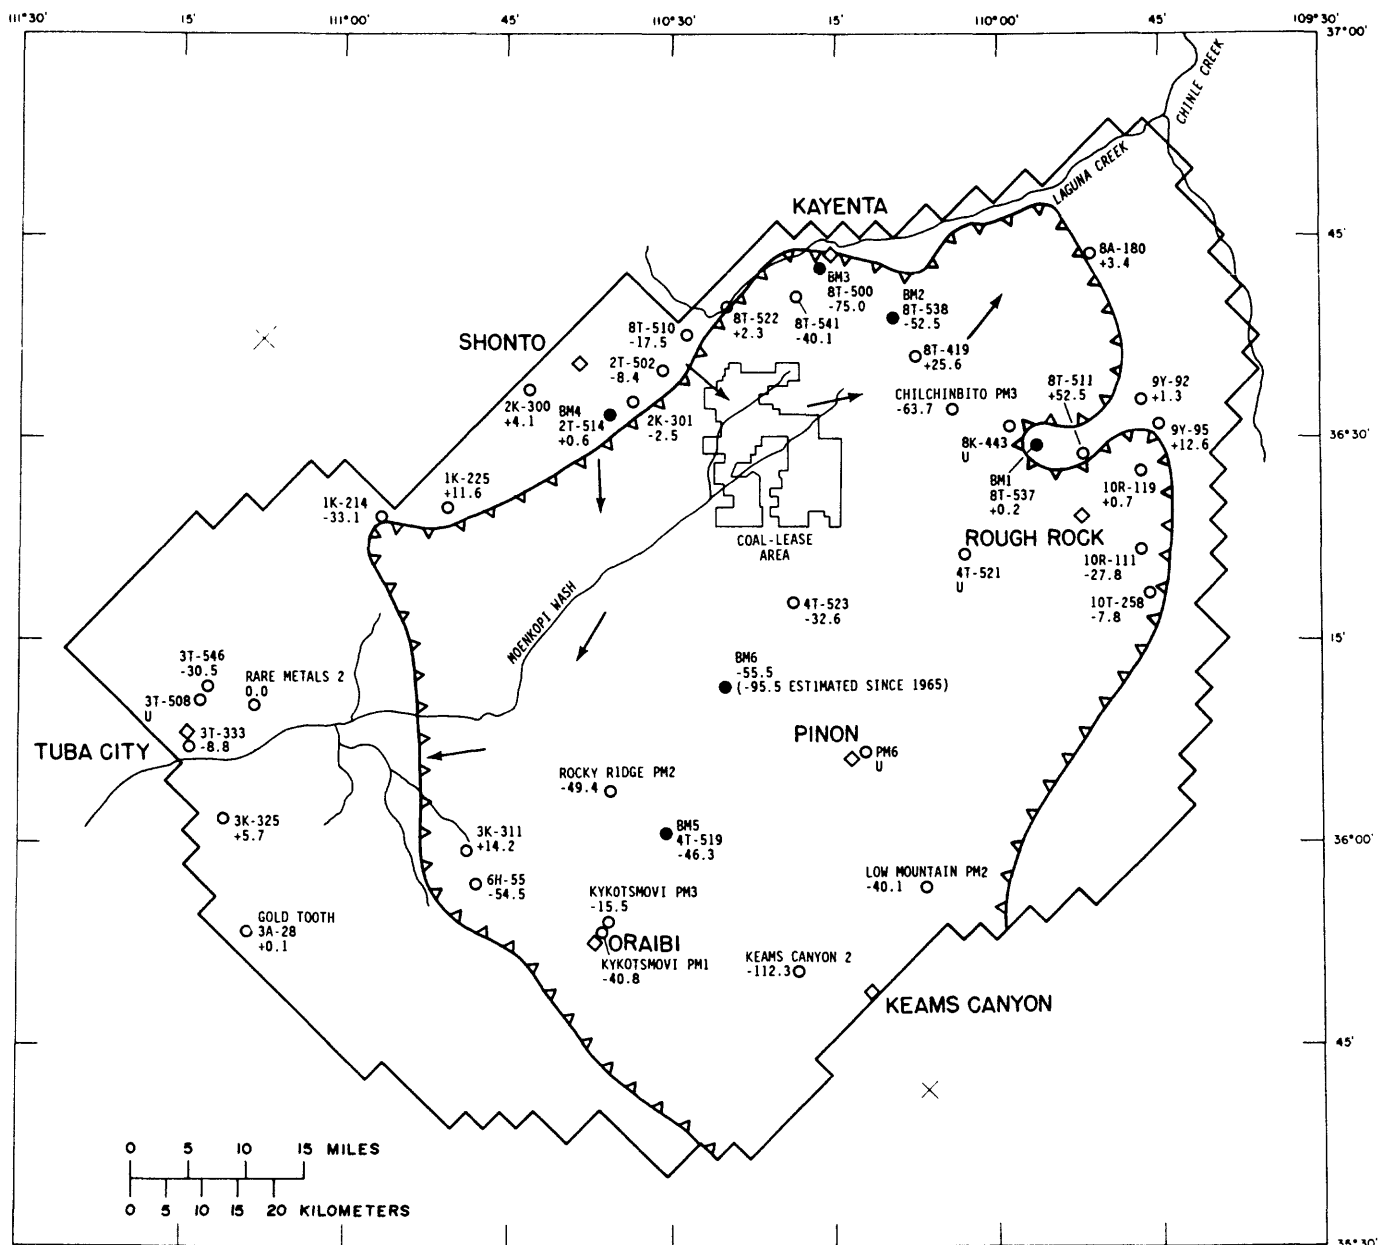 111°30'
15'
111°00'
45'
110°30'
15'
110°00'
45'
109°30'
37°00'
CHINLE CREEK
LAGUNA CREEK
KAYENTA
45'
8A-180
+3.4
BM3
8T-500
-75.0
BM2
8T-538
-52.5
8T-522
+2.3
8T-541
-40.1
8T-510
-17.5
SHONTO
2T-502
-8.4
8T-419
+25.6
8T-511
+52.5
9Y-92
+1.3
CHILCHINBITO PM3
-63.7
2K-300
+4.1
BM4
2T-514
+0.6
2K-301
-2.5
9Y-95
+12.6
36°30'
8K-443
U
BM1
8T-537
+0.2
10R-119
+0.7
1K-225
+11.6
1K-214
-33.1
COAL-LEASE
AREA
ROUGH ROCK
4T-521
U
10R-111
-27.8
10T-258
-7.8
4T-523
-32.6
MOENKOPI WASH
15'
3T-546
-30.5
RARE METALS 2
0.0
3T-508
U
BM6
-55.5
(-95.5 ESTIMATED SINCE 1965)
3T-333
-8.8
TUBA CITY
PINON
PM6
U
ROCKY RIDGE PM2
-49.4
3K-325
+5.7
3K-311
+14.2
BM5
4T-519
-46.3
36°00'
6H-55
-54.5
LOW MOUNTAIN PM2
-40.1
KYKOTSMOVI PM3
-15.5
GOLD TOOTH
3A-28
+0.1
ORAIBI
KYKOTSMOVI PM1
-40.8
KEAMS CANYON 2
-112.3
KEAMS CANYON
45'
0 5 10 15 MILES
0 5 10 15 20 KILOMETERS
35°30'